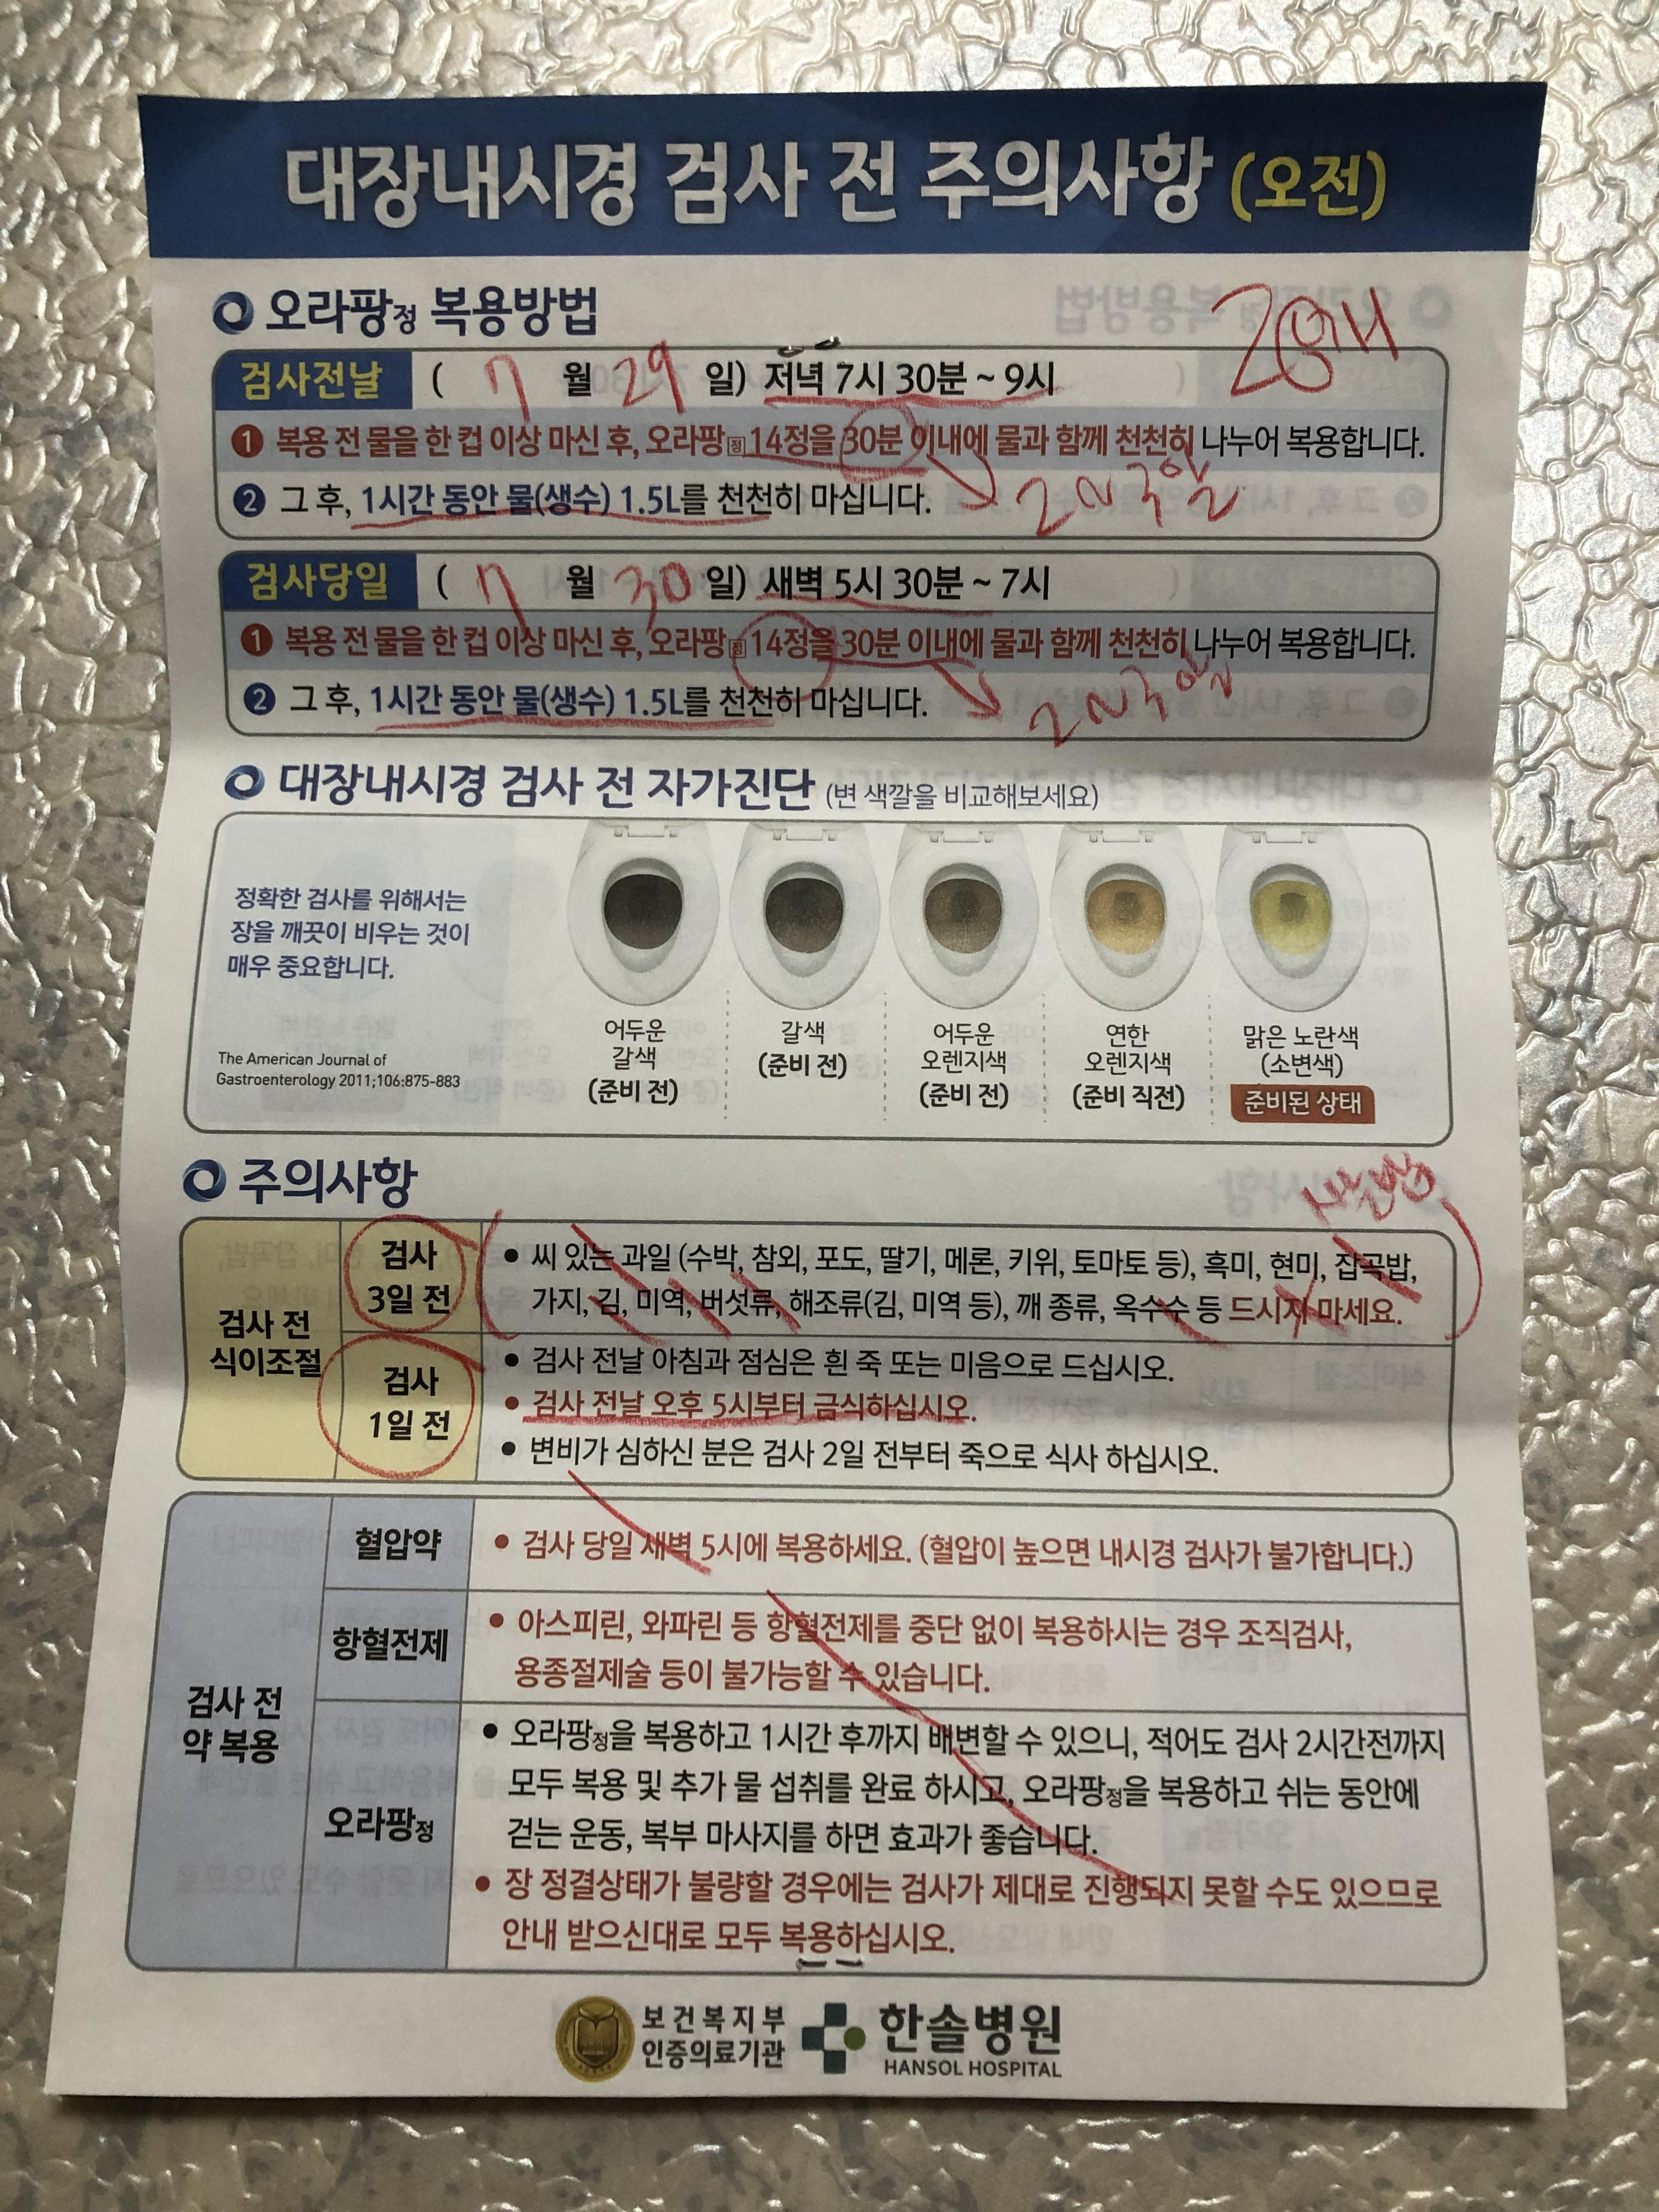 대장내시경 검사 전 주의사항 (오전)
오라팡정 복용방법
검사전날 ( 7 월 29 일) 저녁 7시 30분 ~ 9시
1 복용 전 물을 한 컵 이상 마신 후, 오라팡정 14정을 30분 이내에 물과 함께 천천히 나누어 복용합니다.
2 그 후, 1시간 동안 물(생수) 1.5L를 천천히 마십니다.
2~3알
검사당일 ( 7 월 30 일) 새벽 5시 30분 ~ 7시
1 복용 전 물을 한 컵 이상 마신 후, 오라팡정 14정을 30분 이내에 물과 함께 천천히 나누어 복용합니다.
2 그 후, 1시간 동안 물(생수) 1.5L를 천천히 마십니다.
2~3알
대장내시경 검사 전 자가진단 (변 색깔을 비교해보세요)
정확한 검사를 위해서는
장을 깨끗이 비우는 것이
매우 중요합니다.
The American Journal of
Gastroenterology 2011;106:875-883
어두운
갈색
(준비 전)
갈색
(준비 전)
어두운
오렌지색
(준비 전)
연한
오렌지색
(준비 직전)
맑은 노란색
(소변색)
준비된 상태
주의사항
검사 전
식이조절
검사
3일 전
• 씨 있는 과일 (수박, 참외, 포도, 딸기, 메론, 키위, 토마토 등), 흑미, 현미, 잡곡밥,
가지, 김, 미역, 버섯류, 해조류(김, 미역 등), 깨 종류, 옥수수 등 드시지 마세요.
검사
1일 전
• 검사 전날 아침과 점심은 흰 죽 또는 미음으로 드십시오.
• 검사 전날 오후 5시부터 금식하십시오.
• 변비가 심하신 분은 검사 2일 전부터 죽으로 식사 하십시오.
검사 전
약 복용
혈압약
• 검사 당일 새벽 5시에 복용하세요. (혈압이 높으면 내시경 검사가 불가합니다.)
항혈전제
• 아스피린, 와파린 등 항혈전제를 중단 없이 복용하시는 경우 조직검사,
용종절제술 등이 불가능할 수 있습니다.
오라팡정
• 오라팡정을 복용하고 1시간 후까지 배변할 수 있으니, 적어도 검사 2시간전까지
모두 복용 및 추가 물 섭취를 완료 하시고, 오라팡정을 복용하고 쉬는 동안에
걷는 운동, 복부 마사지를 하면 효과가 좋습니다.
• 장 정결상태가 불량할 경우에는 검사가 제대로 진행되지 못할 수도 있으므로
안내 받으신대로 모두 복용하십시오.
보건복지부
인증의료기관
한솔병원
HANSOL HOSPITAL